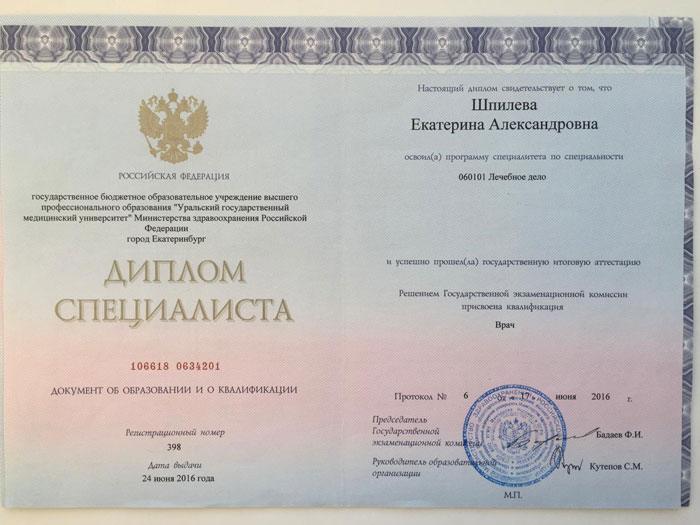 РОССИЙСКАЯ ФЕДЕРАЦИЯ
государственное бюджетное образовательное учреждение высшего
профессионального образования "Уральский государственный
медицинский университет" Министерства здравоохранения Российской
Федерации
город Екатеринбург
ДИПЛОМ
СПЕЦИАЛИСТА
106618 0634201
ДОКУМЕНТ ОБ ОБРАЗОВАНИИ И О КВАЛИФИКАЦИИ
Регистрационный номер
398
Дата выдачи
24 июня 2016 года
Настоящий диплом свидетельствует о том, что
Шпилева
Екатерина Александровна
освоил(а) программу специалитета по специальности
060101 Лечебное дело
и успешно прошел(ла) государственную итоговую аттестацию
Решением Государственной экзаменационной комиссии
присвоена квалификация
Врач
Протокол № 6 от « 17 » июня 2016 г.
Председатель
Государственной
экзаменационной комиссии Бадаев Ф.И.
Руководитель образовательной
организации Кутепов С.М.
М.П.